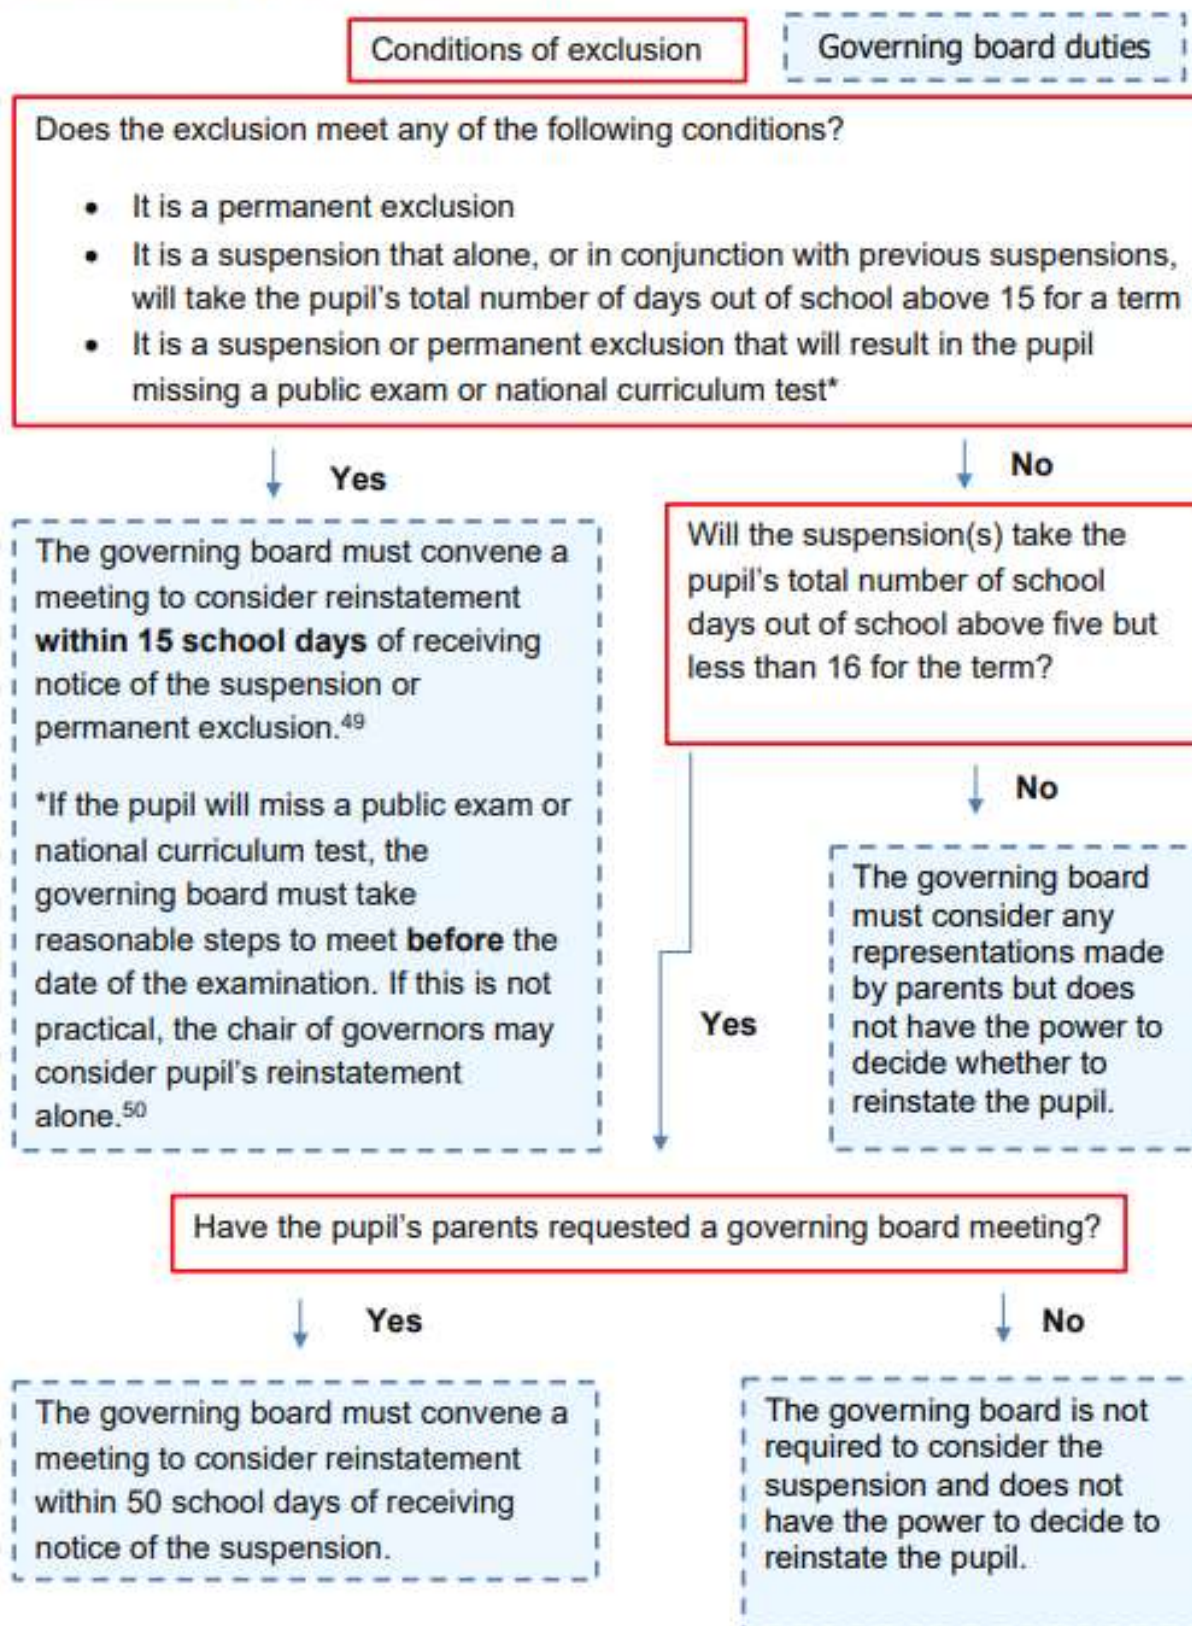 Conditions of exclusion
Governing board duties
Does the exclusion meet any of the following conditions?
• It is a permanent exclusion
• It is a suspension that alone, or in conjunction with previous suspensions,
will take the pupil's total number of days out of school above 15 for a term
• It is a suspension or permanent exclusion that will result in the pupil
missing a public exam or national curriculum test*
Yes
No
The governing board must convene a
meeting to consider reinstatement
within 15 school days of receiving
notice of the suspension or
permanent exclusion.49
*If the pupil will miss a public exam or
national curriculum test, the
governing board must take
reasonable steps to meet before the
date of the examination. If this is not
practical, the chair of governors may
consider pupil's reinstatement
alone.50
Will the suspension(s) take the
pupil's total number of school
days out of school above five but
less than 16 for the term?
No
The governing board
must consider any
representations made
by parents but does
not have the power to
decide whether to
reinstate the pupil.
Yes
Have the pupil's parents requested a governing board meeting?
Yes
No
The governing board must convene a
meeting to consider reinstatement
within 50 school days of receiving
notice of the suspension.
The governing board is not
required to consider the
suspension and does not
have the power to decide to
reinstate the pupil.